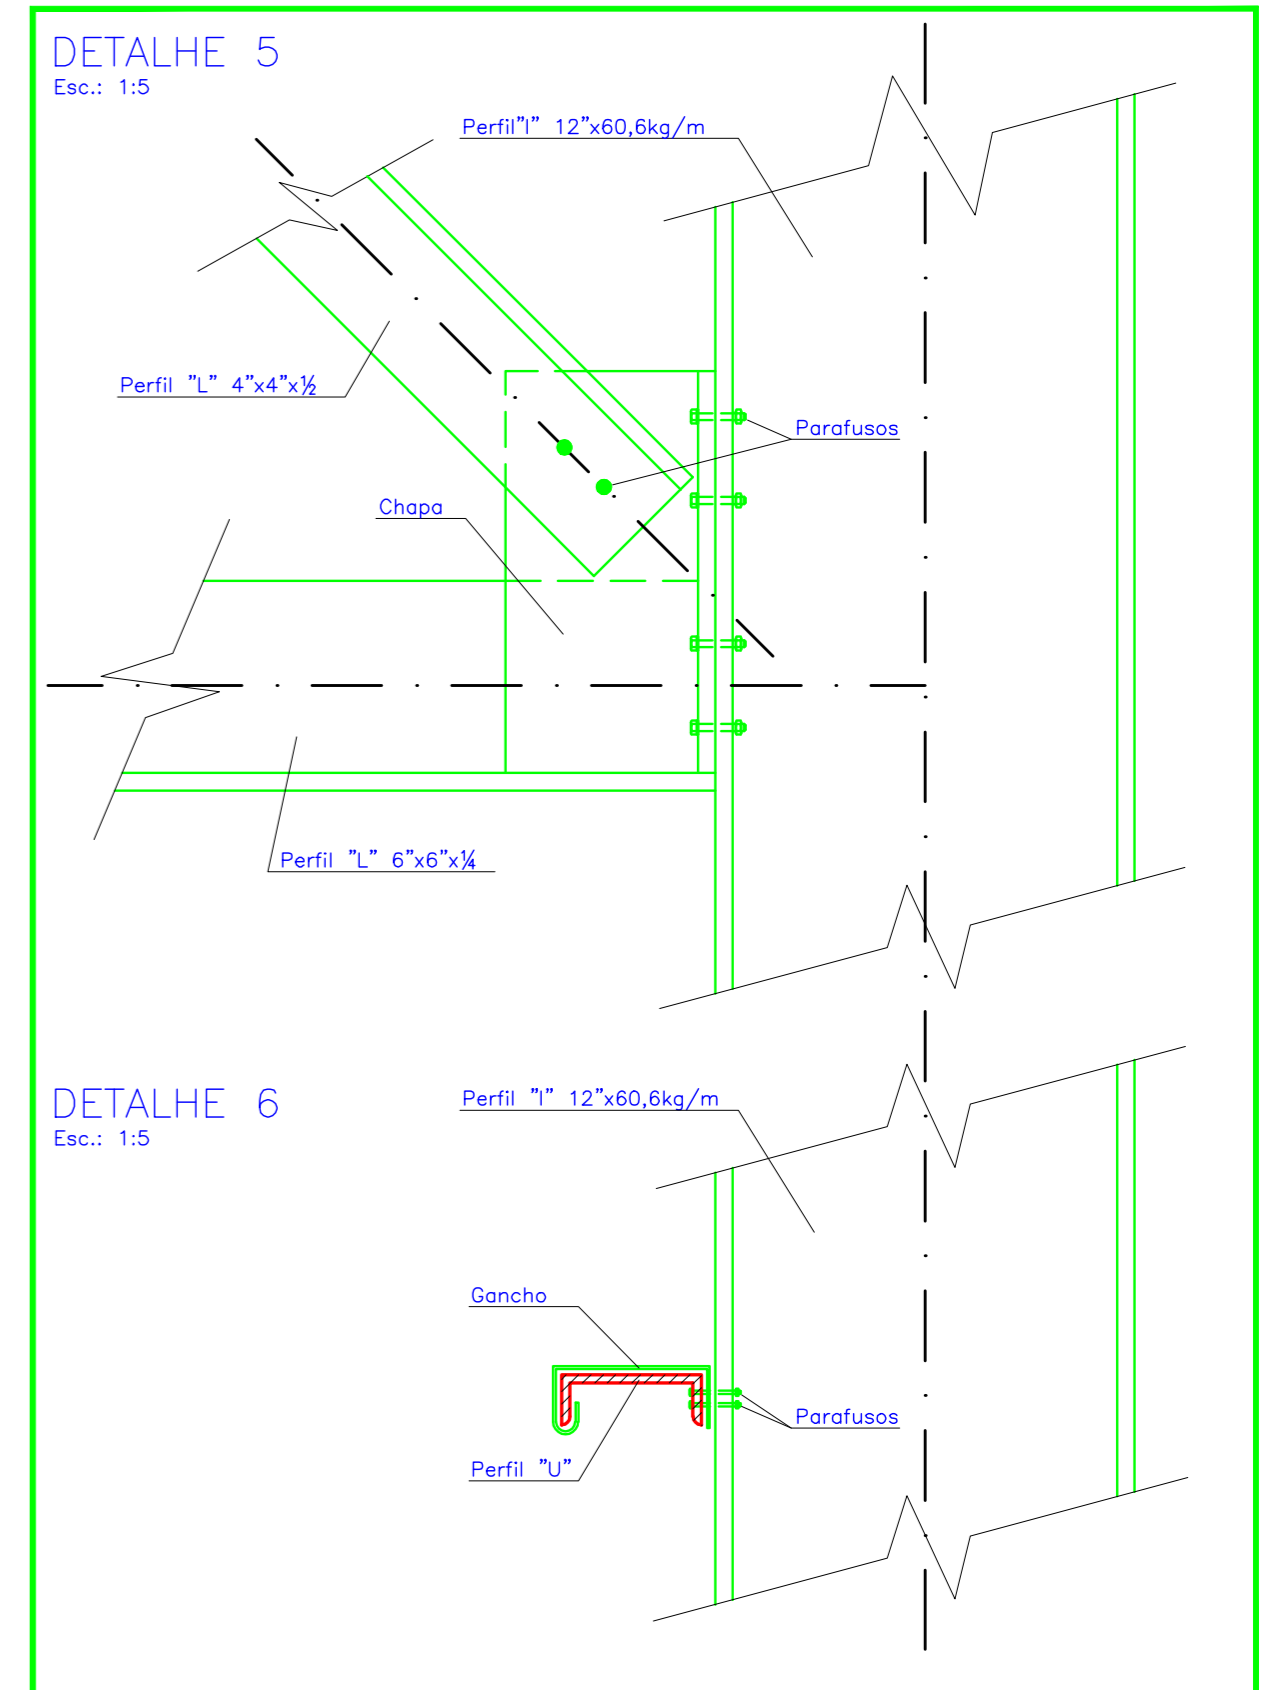 DETALHE 5
Esc.: 1:5
Perfil"I" 12"x60,6kg/m
Perfil "L" 4"x4"x½
Parafusos
Chapa
Perfil "L" 6"x6"x¼
DETALHE 6
Esc.: 1:5
Perfil "I" 12"x60,6kg/m
Gancho
Parafusos
Perfil "U"